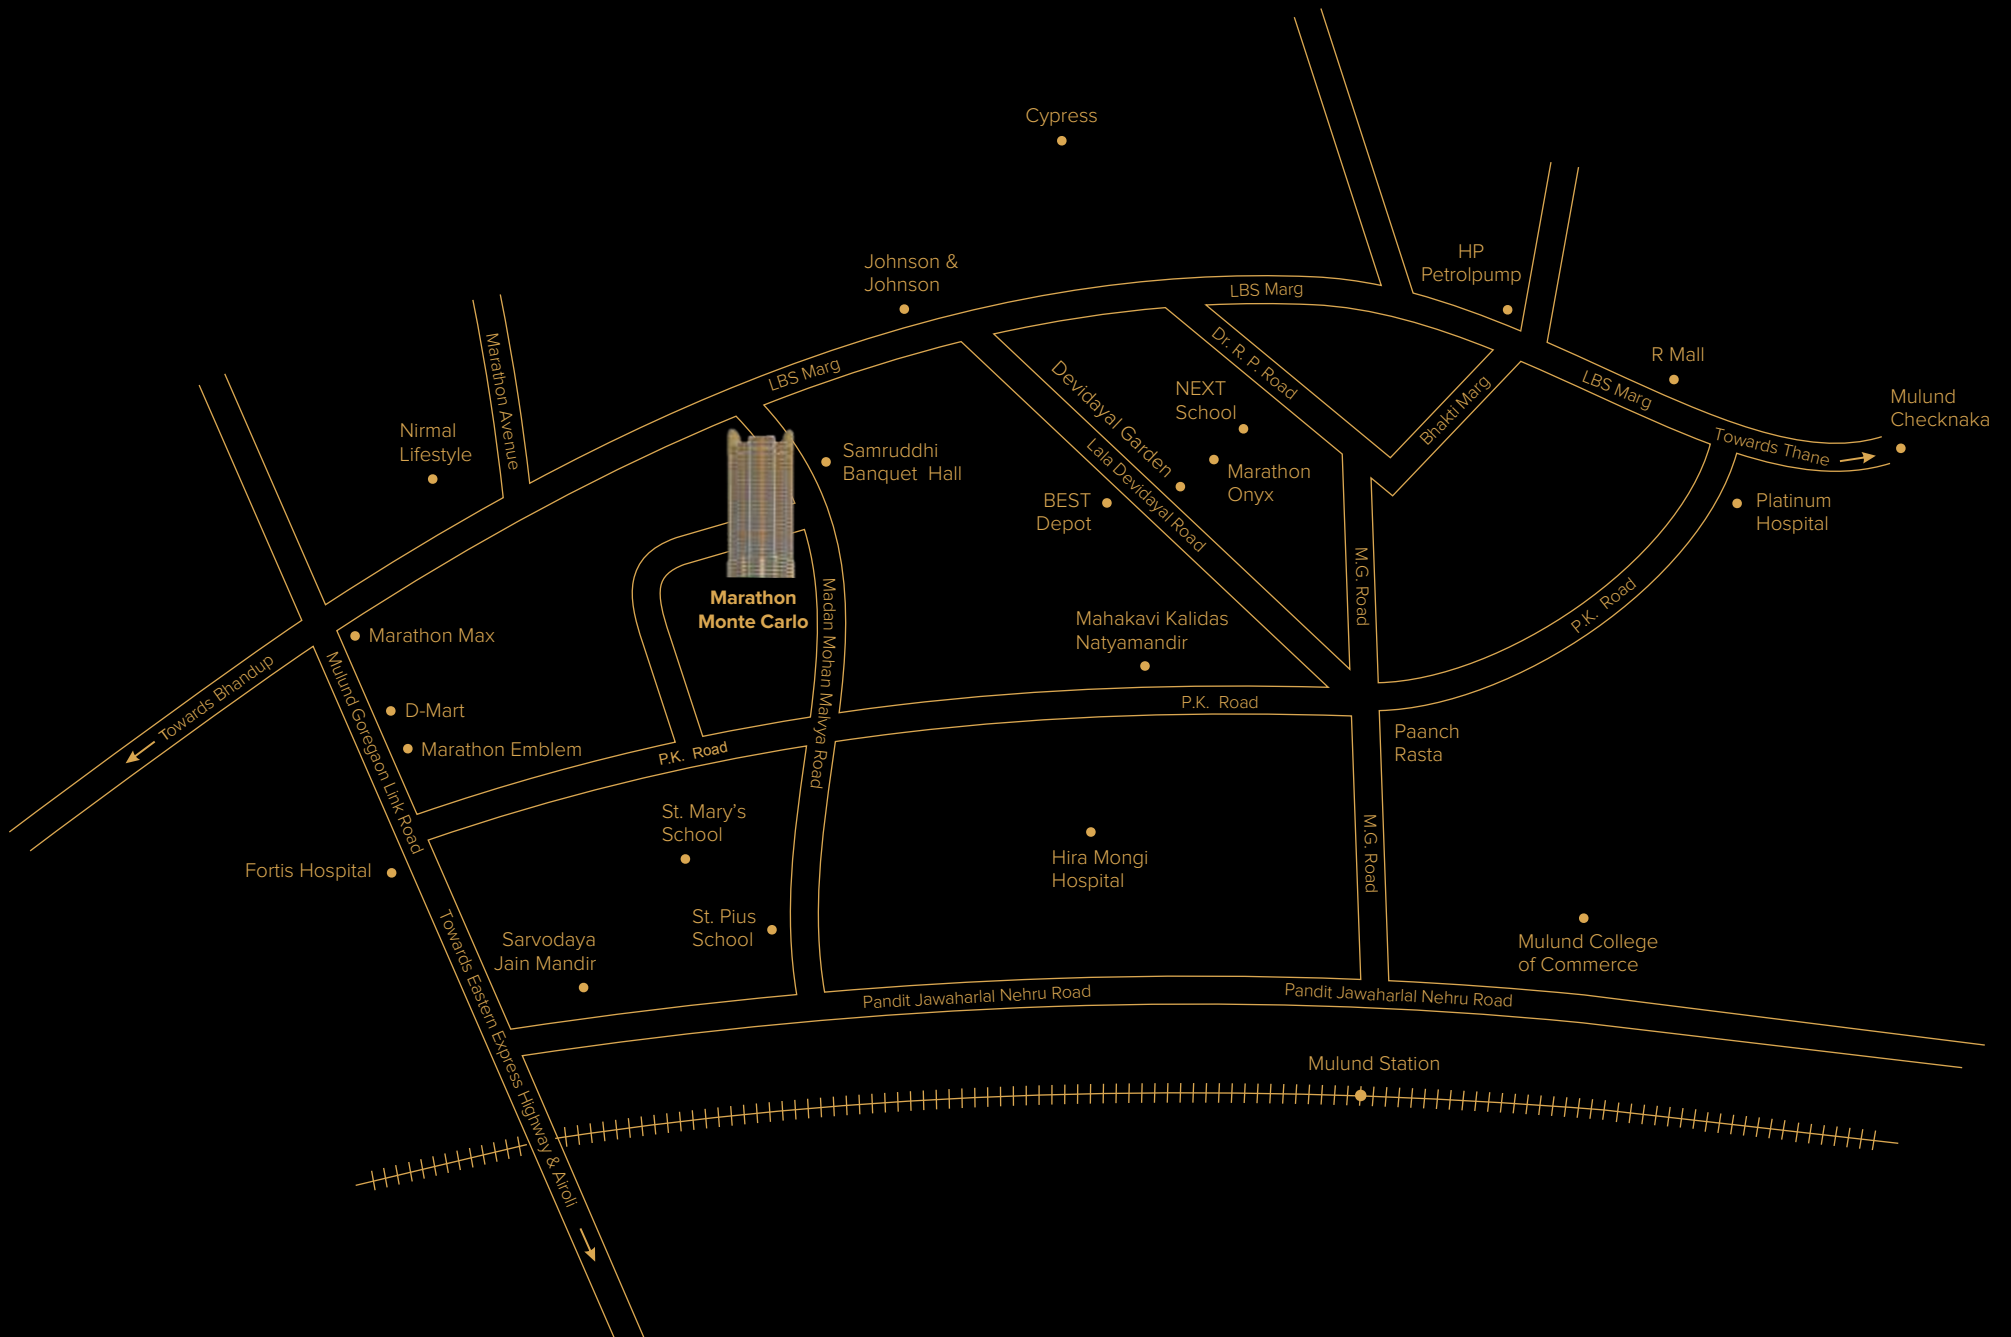 Cypress
Johnson &
Johnson
HP
Petrolpump
LBS Marg
R Mall
LBS Marg
Mulund
Checknaka
Towards Thane
Platinum
Hospital
Dr. R. P. Road
Bhakti Marg
NEXT
School
Marathon
Onyx
Devidayal Garden
Lala Devidayal Road
BEST
Depot
LBS Marg
Marathon Avenue
Nirmal
Lifestyle
Samruddhi
Banquet Hall
Marathon
Monte Carlo
Madan Mohan Malvya Road
Mahakavi Kalidas
Natyamandir
M.G. Road
P.K. Road
P.K. Road
Paanch
Rasta
Marathon Max
Towards Bhandup
Mulund Goregaon Link Road
D-Mart
Marathon Emblem
P.K. Road
St. Mary's
School
Fortis Hospital
St. Pius
School
Sarvodaya
Jain Mandir
Hira Mongi
Hospital
M.G. Road
Mulund College
of Commerce
Pandit Jawaharlal Nehru Road
Pandit Jawaharlal Nehru Road
Towards Eastern Express Highway & Airoli
Mulund Station